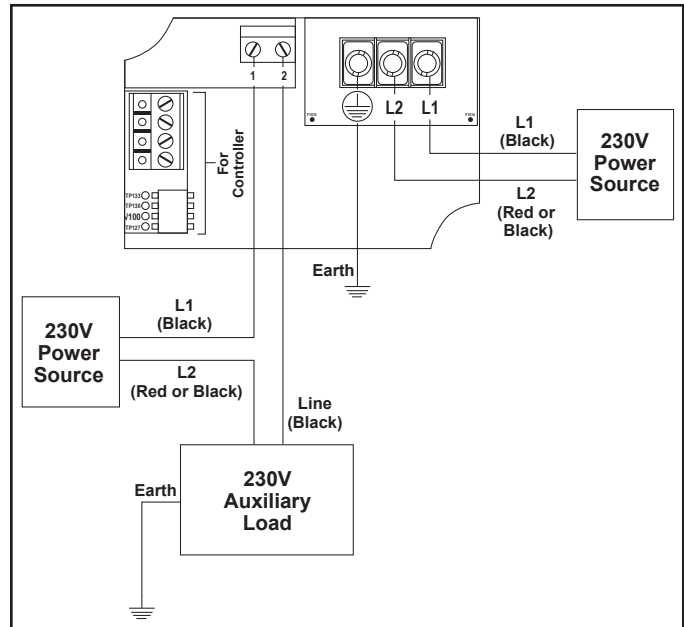 1 2
L2 L1
L1
(Black)
230V
Power
Source
L2
(Red or
Black)
For
Controller
TP133
TP130
V100
TP127
Earth
L1
(Black)
230V
Power
Source
L2
(Red or Black)
Line
(Black)
230V
Auxiliary
Load
Earth